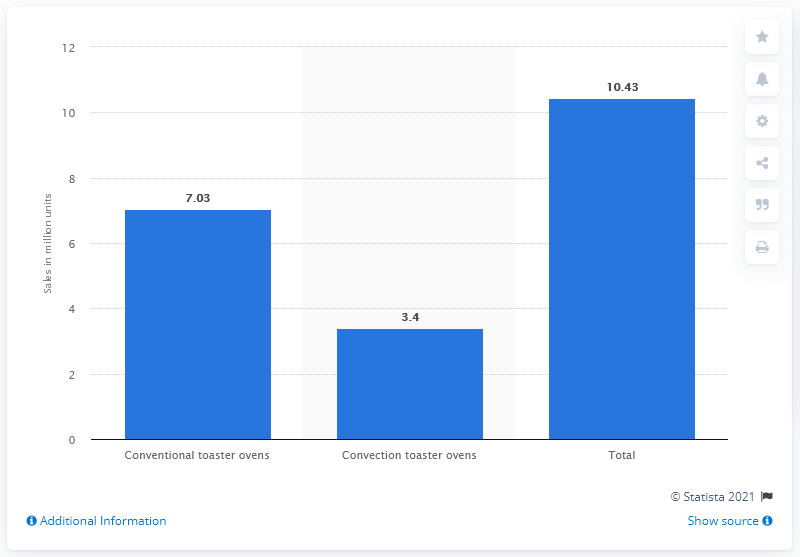 12
10
8
6
4
2
0
Sales in million units
7.03
3.4
10.43
Conventional toaster ovens
Convection toaster ovens
Total
© Statista 2021
Additional Information
Show source